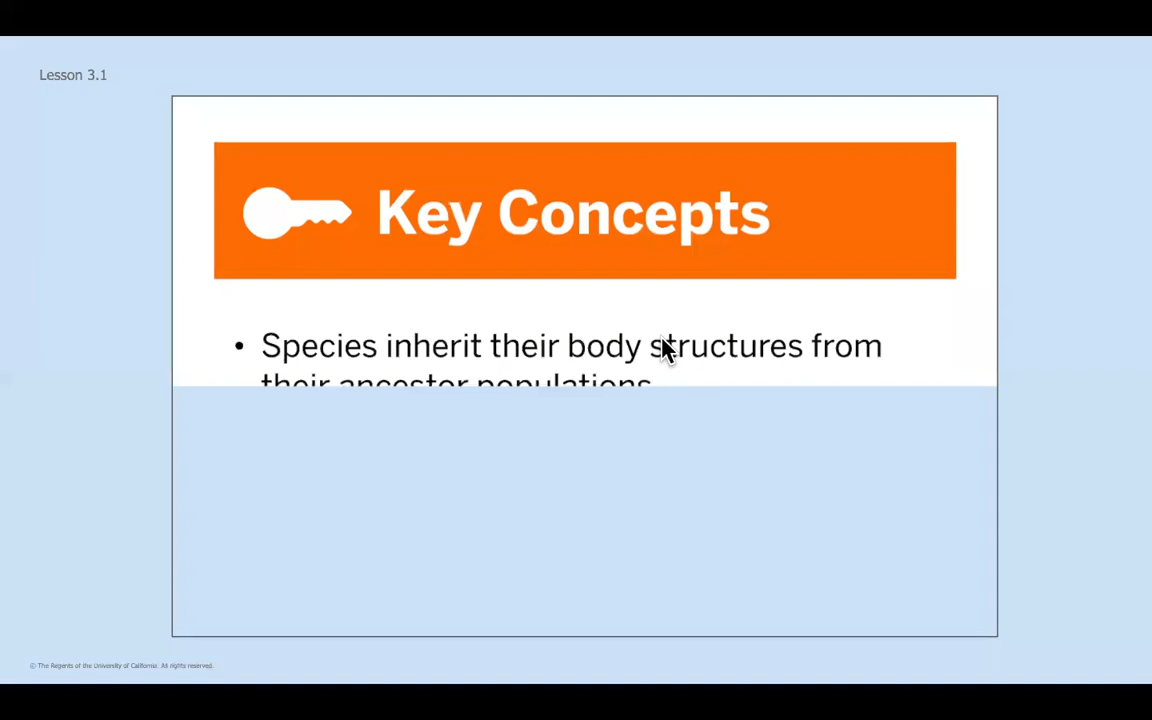 Lesson 3.1
Key Concepts
• Species inherit their body structures from
their ancestor populations.
© The Regents of the University of California. All rights reserved.